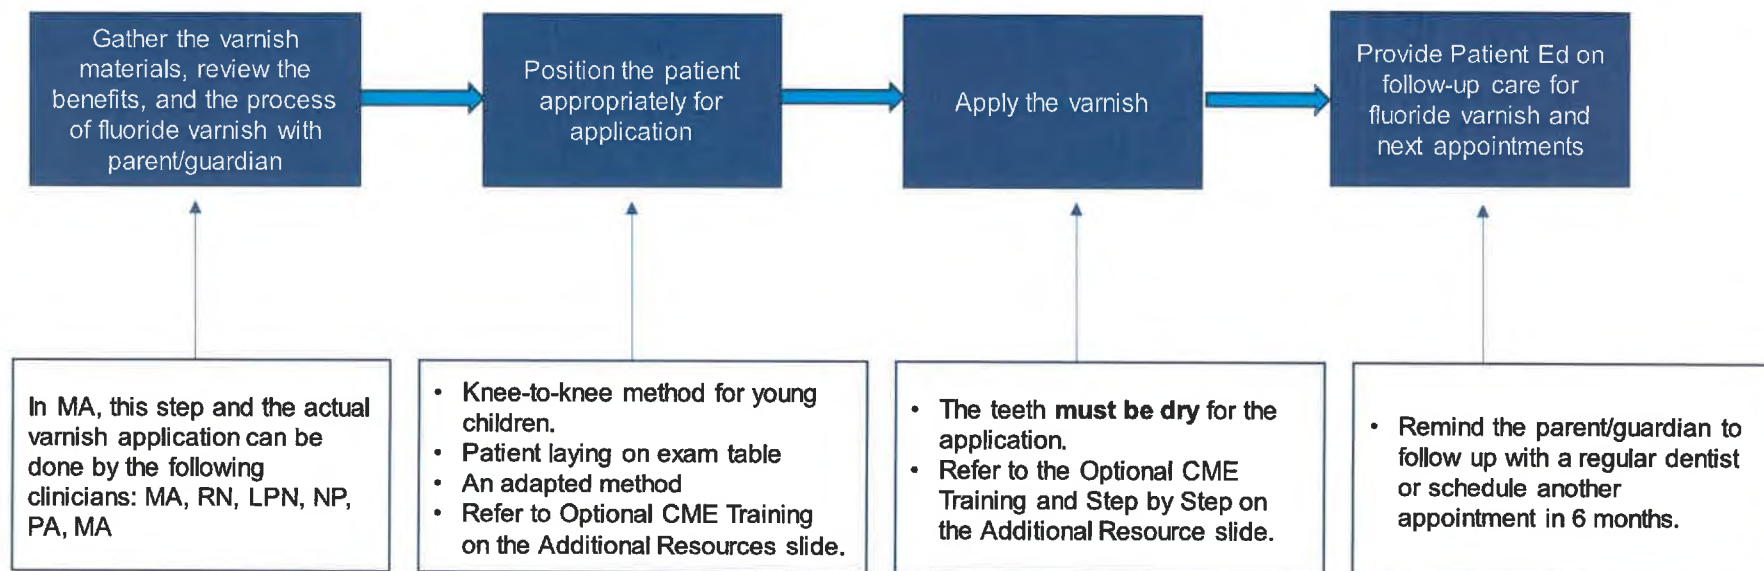 Gather the varnish
materials, review the
benefits, and the process
of fluoride varnish with
parent/guardian
Position the patient
appropriately for
application
Apply the varnish
Provide Patient Ed on
follow-up care for
fluoride varnish and
next appointments
In MA, this step and the actual
varnish application can be
done by the following
clinicians: MA, RN, LPN, NP,
PA, MA
• Knee-to-knee method for young
children.
• Patient laying on exam table
• An adapted method
• Refer to Optional CME Training
on the Additional Resources slide.
• The teeth must be dry for the
application.
• Refer to the Optional CME
Training and Step by Step on
the Additional Resource slide.
• Remind the parent/guardian to
follow up with a regular dentist
or schedule another
appointment in 6 months.